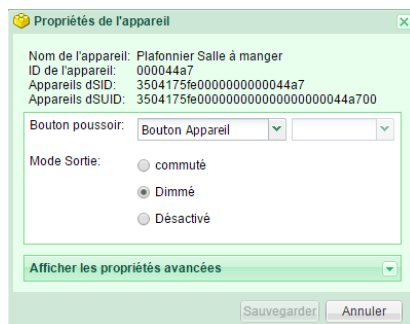 Propriétés de l'appareil
Nom de l'appareil: Plafonnier Salle à manger
ID de l'appareil: 000044a7
Appareils dSID: 3504175fe0000000000044a7
Appareils dSUID: 3504175fe000000000000000000044a700
Bouton poussoir: Bouton Appareil
Mode Sortie: commuté
Dimmé
Désactivé
Afficher les propriétés avancées
Sauvegarder Annuler